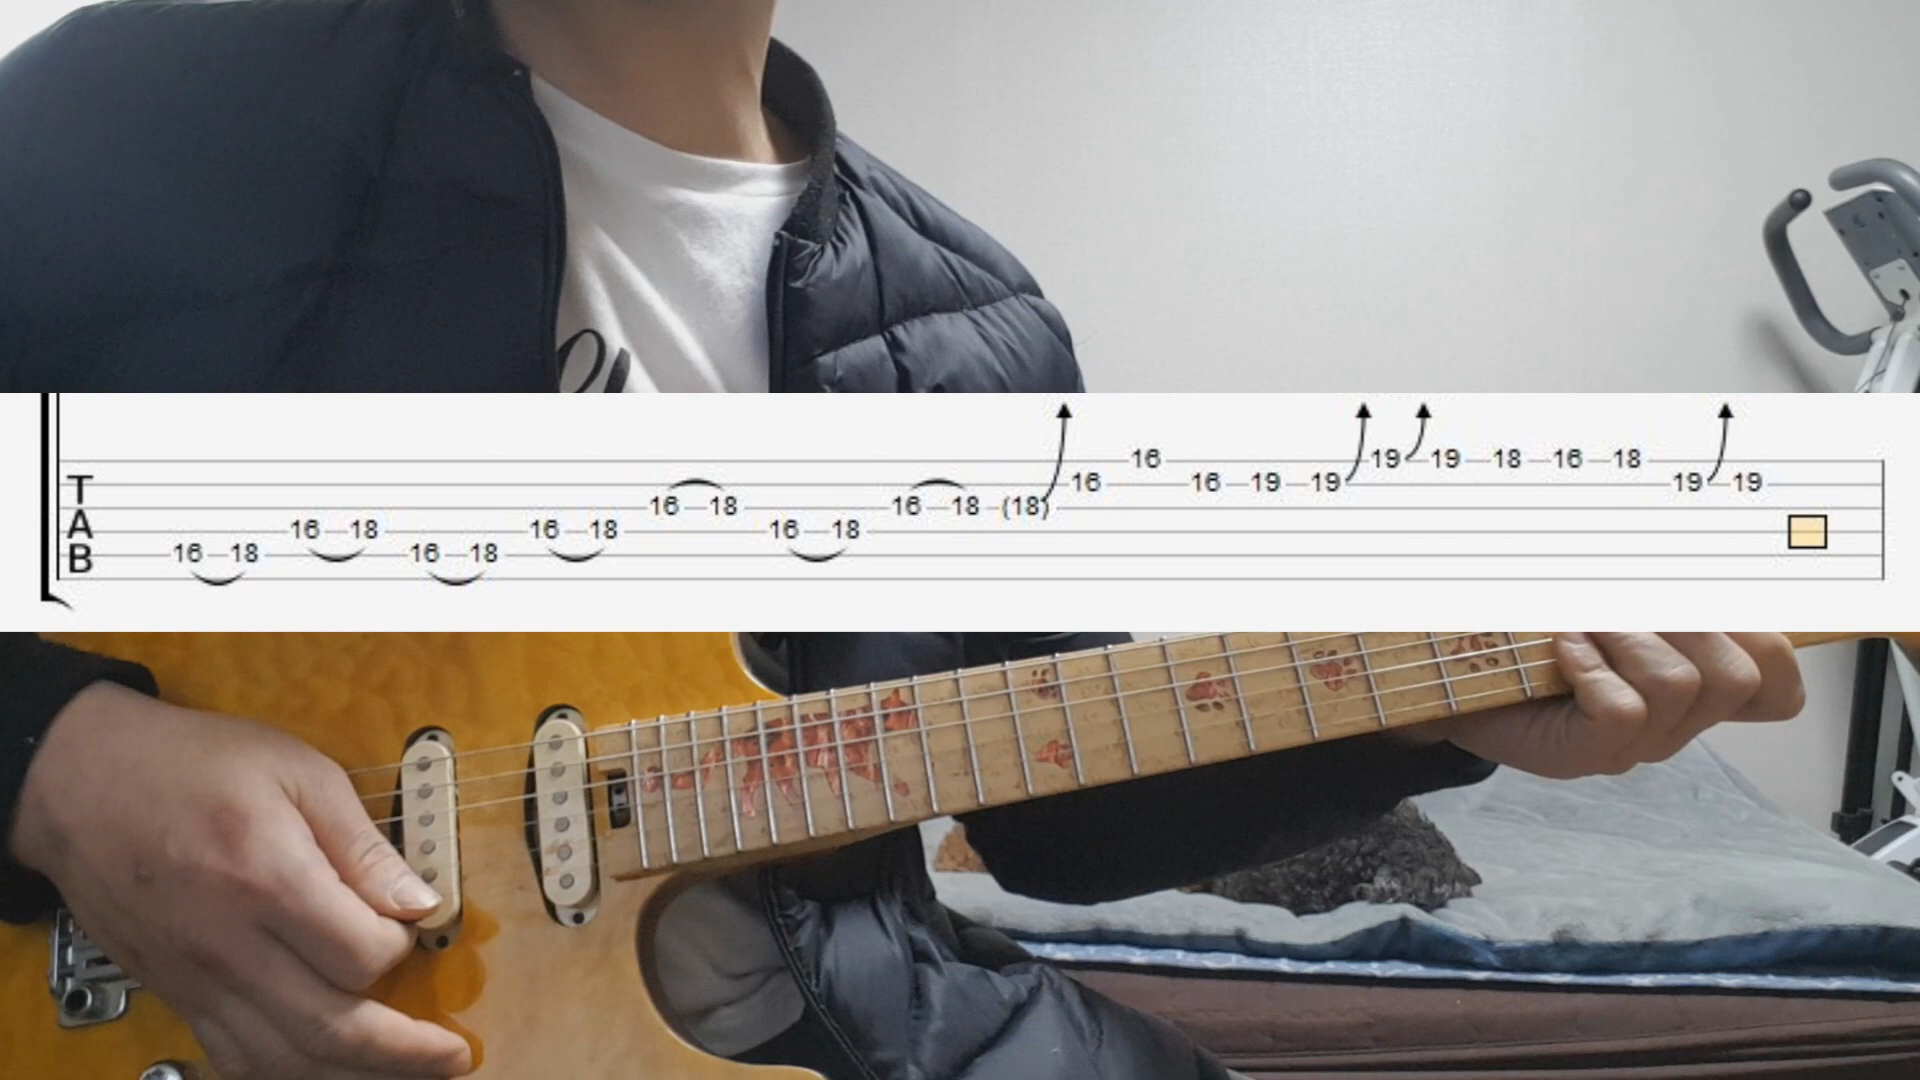 16 19 19 18 16 18
T 16 16 19 19 19 19
16 18 16 18 (18)
A 16 18 16 18 16 18
B 16 18 16 18